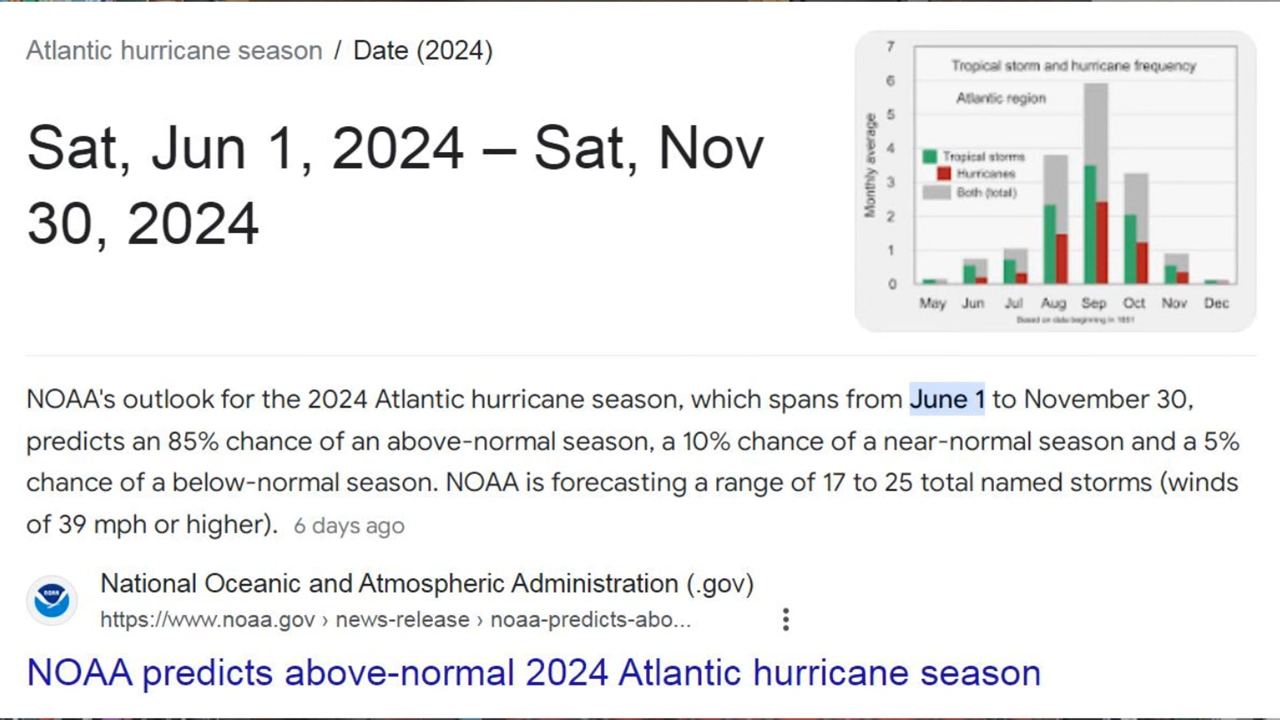 Atlantic hurricane season / Date (2024)
Sat, Jun 1, 2024 – Sat, Nov
30, 2024
7
Tropical storm and hurricane frequency
6
Atlantic region
5
4
Tropical storms
Hurricanes
3
Both (total)
Monthly average
2
1
0
May Jun Jul Aug Sep Oct Nov Dec
Based on data beginning in 1851
NOAA's outlook for the 2024 Atlantic hurricane season, which spans from June 1 to November 30,
predicts an 85% chance of an above-normal season, a 10% chance of a near-normal season and a 5%
chance of a below-normal season. NOAA is forecasting a range of 17 to 25 total named storms (winds
of 39 mph or higher). 6 days ago
NOAA
National Oceanic and Atmospheric Administration (.gov)
https://www.noaa.gov › news-release › noaa-predicts-abo...
NOAA predicts above-normal 2024 Atlantic hurricane season